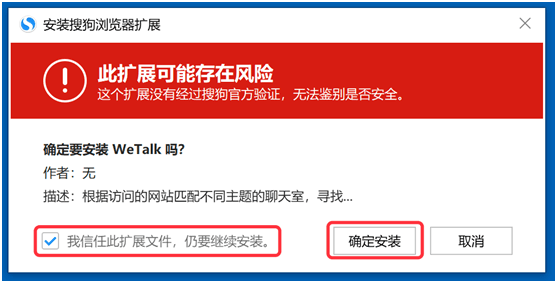 安装搜狗浏览器扩展
此扩展可能存在风险
这个扩展没有经过搜狗官方验证，无法鉴别是否安全。
确定要安装 WeTalk 吗？
作者：无
描述：根据访问的网站匹配不同主题的聊天室，寻找...
我信任此扩展文件，仍要继续安装。
确定安装
取消